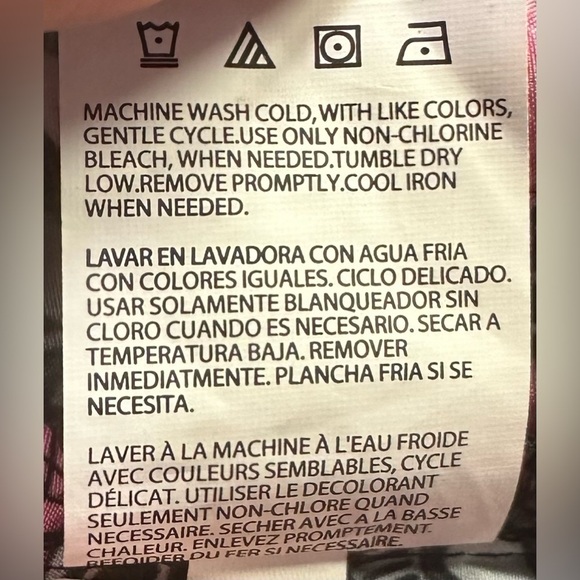 MACHINE WASH COLD,WITH LIKE COLORS,
GENTLE CYCLE.USE ONLY NON-CHLORINE
BLEACH, WHEN NEEDED.TUMBLE DRY
LOW.REMOVE PROMPTLY.COOL IRON
WHEN NEEDED.
LAVAR EN LAVADORA CON AGUA FRIA
CON COLORES IGUALES. CICLO DELICADO.
USAR SOLAMENTE BLANQUEADOR SIN
CLORO CUANDO ES NECESARIO. SECAR A
TEMPERATURA BAJA. REMOVER
INMEDIATMENTE. PLANCHA FRIA SI SE
NECESITA.
LAVER À LA MACHINE À L'EAU FROIDE
AVEC COULEURS SEMBLABLES, CYCLE
DÉLICAT. UTILISER LE DECOLORANT
SEULEMENT NON-CHLORE QUAND
NECESSAIRE. SECHER AVEC A LA BASSE
CHALEUR. ENLEVEZ PROMPTEMENT.
DU FER SI NECESSAIRE.